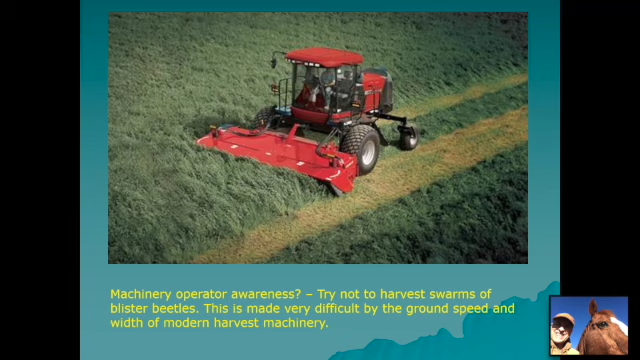 Machinery operator awareness? – Try not to harvest swarms of
blister beetles. This is made very difficult by the ground speed and
width of modern harvest machinery.